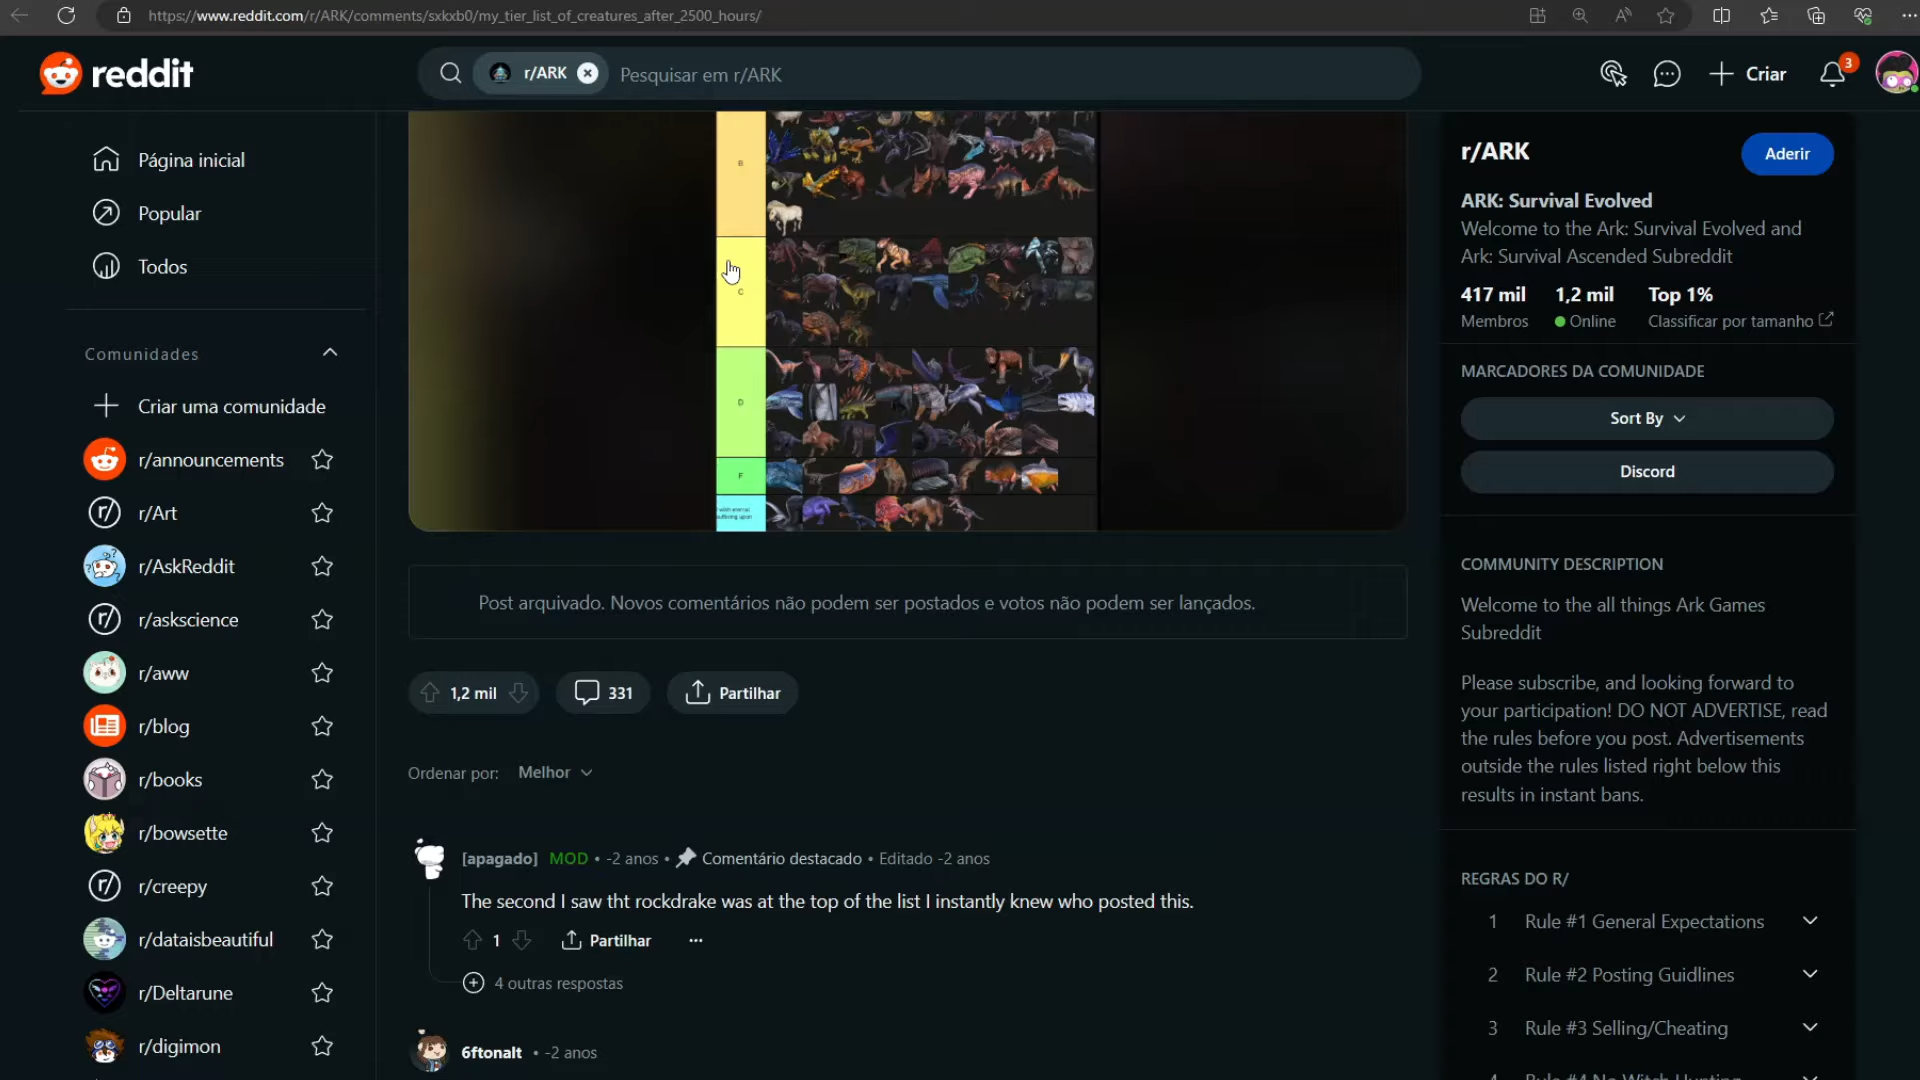 https://www.reddit.com/r/ARK/comments/sxkxb0/my_tier_list_of_creatures_after_2500_hours/
reddit
r/ARK
Pesquisar em r/ARK
Criar
3
Página inicial
Popular
Todos
Comunidades
Criar uma comunidade
r/announcements
r/Art
r/AskReddit
r/askscience
r/aww
r/blog
r/books
r/bowsette
r/creepy
r/dataisbeautiful
r/Deltarune
r/digimon
B
C
D
F
Post arquivado. Novos comentários não podem ser postados e votos não podem ser lançados.
1,2 mil
331
Partilhar
Ordenar por: Melhor
[apagado] MOD • -2 anos • Comentário destacado • Editado -2 anos
The second I saw tht rockdrake was at the top of the list I instantly knew who posted this.
1 Partilhar
4 outras respostas
6ftonalt • -2 anos
r/ARK
Aderir
ARK: Survival Evolved
Welcome to the Ark: Survival Evolved and
Ark: Survival Ascended Subreddit
417 mil 1,2 mil Top 1%
Membros Online Classificar por tamanho
MARCADORES DA COMUNIDADE
Sort By
Discord
COMMUNITY DESCRIPTION
Welcome to the all things Ark Games
Subreddit
Please subscribe, and looking forward to
your participation! DO NOT ADVERTISE, read
the rules before you post. Advertisements
outside the rules listed right below this
results in instant bans.
REGRAS DO R/
1 Rule #1 General Expectations
2 Rule #2 Posting Guidlines
3 Rule #3 Selling/Cheating
4 Rule #4 No Witch Hunting